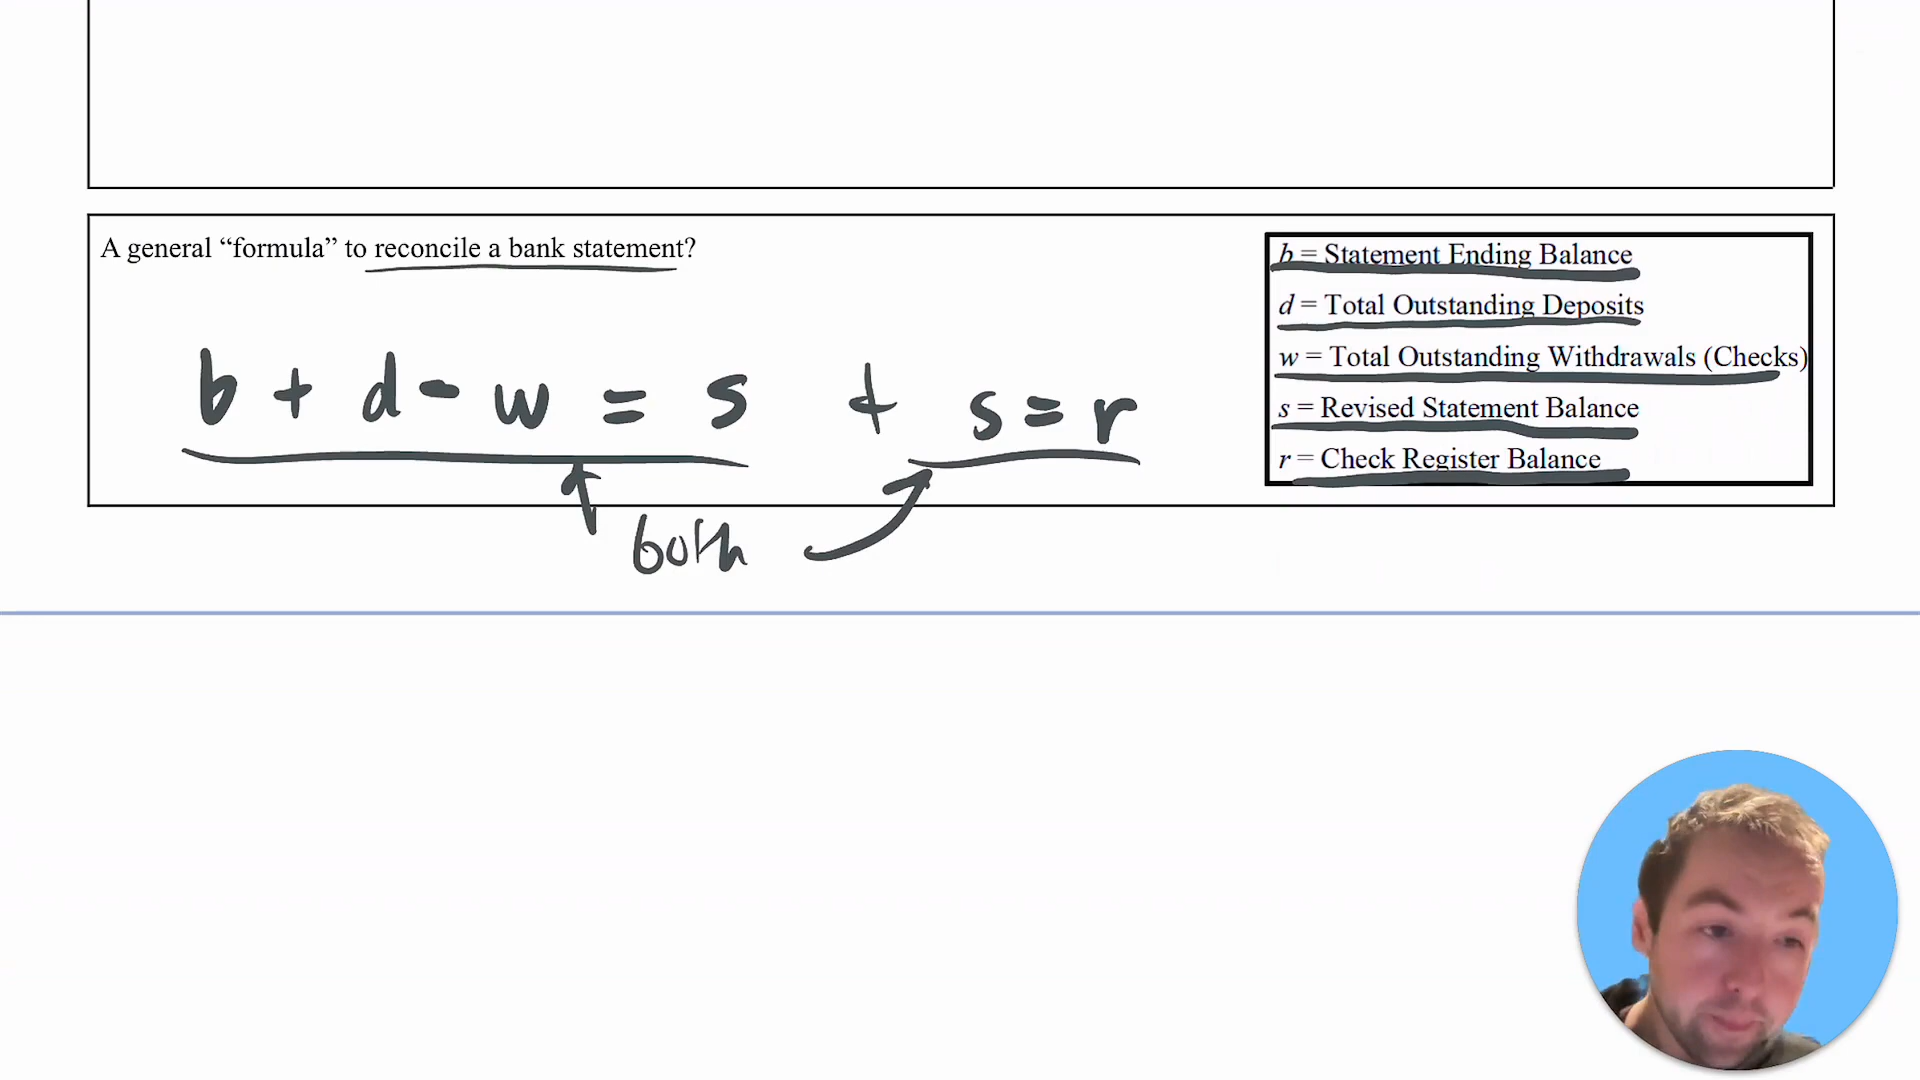 A general “formula” to reconcile a bank statement?
b + d - w = s + s = r
both
b = Statement Ending Balance
d = Total Outstanding Deposits
w = Total Outstanding Withdrawals (Checks)
s = Revised Statement Balance
r = Check Register Balance